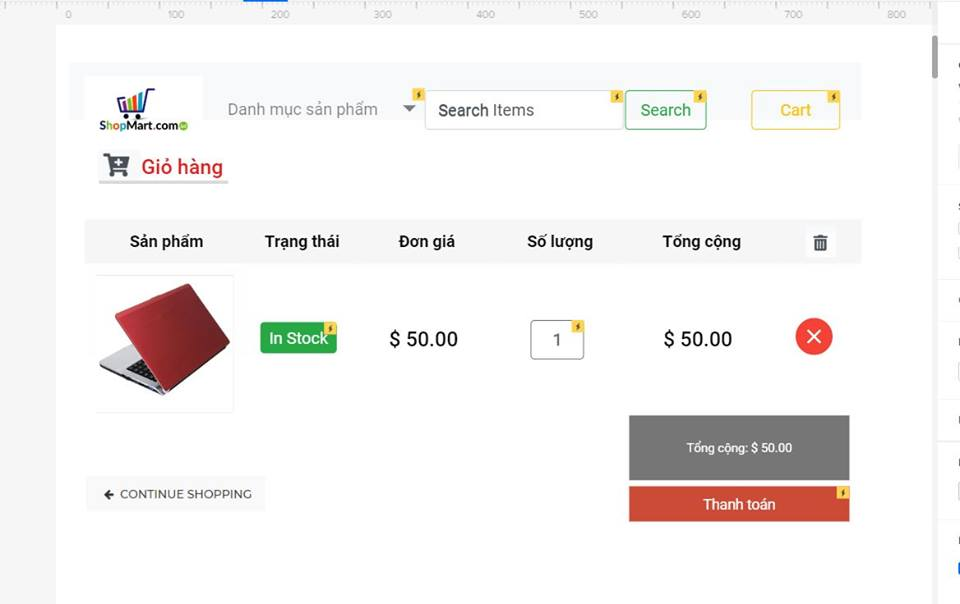 0 100 200 300 400 500 600 700 800
ShopMart.com
Danh mục sản phẩm
Search Items
Search
Cart
Giỏ hàng
Sản phẩm Trạng thái Đơn giá Số lượng Tổng cộng
In Stock $ 50.00 1 $ 50.00
Tổng cộng: $ 50.00
CONTINUE SHOPPING
Thanh toán